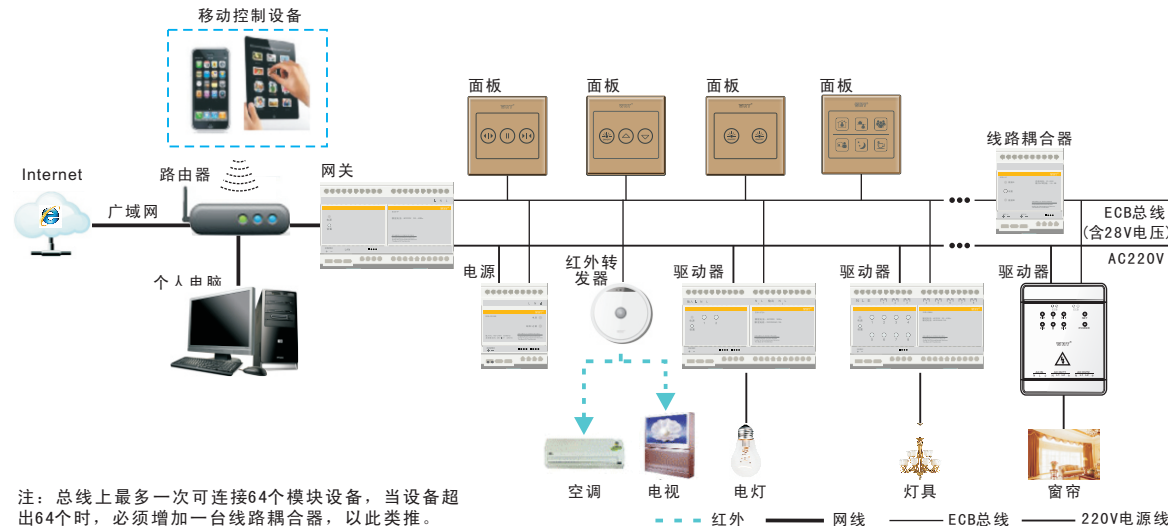 移动控制设备
面板
面板
面板
面板
线路耦合器
Internet
路由器
网关
广域网
ECB总线
(含28V电压)
AC220V
个人电脑
电源
红外转
发器
驱动器
驱动器
驱动器
空调
电视
电灯
灯具
窗帘
注：总线上最多一次可连接64个模块设备，当设备超
出64个时，必须增加一台线路耦合器，以此类推。
红外
网线
ECB总线
220V电源线